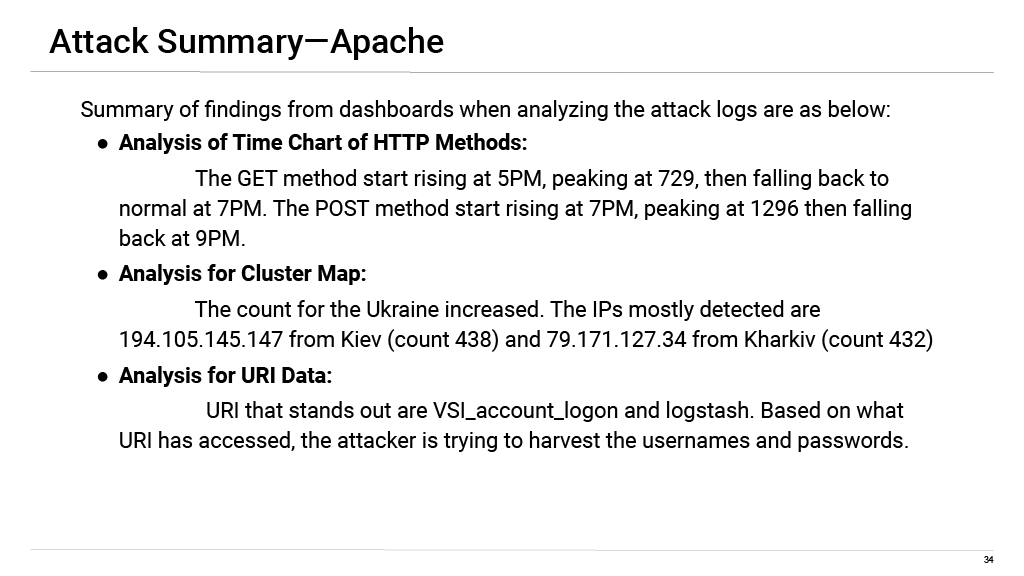 Attack Summary—Apache
Summary of findings from dashboards when analyzing the attack logs are as below:
● Analysis of Time Chart of HTTP Methods:
The GET method start rising at 5PM, peaking at 729, then falling back to
normal at 7PM. The POST method start rising at 7PM, peaking at 1296 then falling
back at 9PM.
● Analysis for Cluster Map:
The count for the Ukraine increased. The IPs mostly detected are
194.105.145.147 from Kiev (count 438) and 79.171.127.34 from Kharkiv (count 432)
● Analysis for URI Data:
URI that stands out are VSI_account_logon and logstash. Based on what
URI has accessed, the attacker is trying to harvest the usernames and passwords.
34